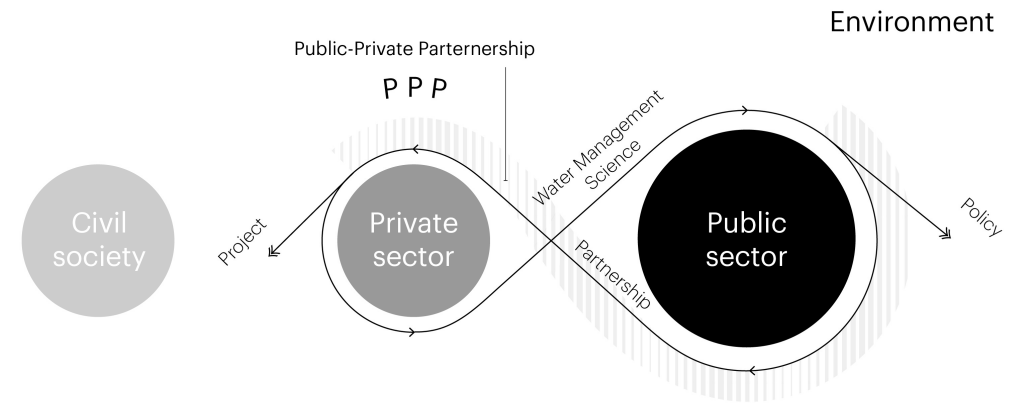 Environment
Public-Private Parternership
P P P
Water Management
Science
Civil
society
Project
Private
sector
Partnership
Public
sector
Policy